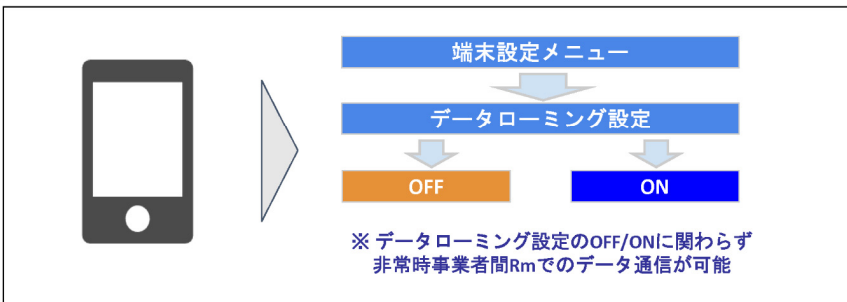 端末設定メニュー
データローミング設定
OFF
ON
※ データローミング設定のOFF/ONに関わらず
非常時事業者間Rmでのデータ通信が可能